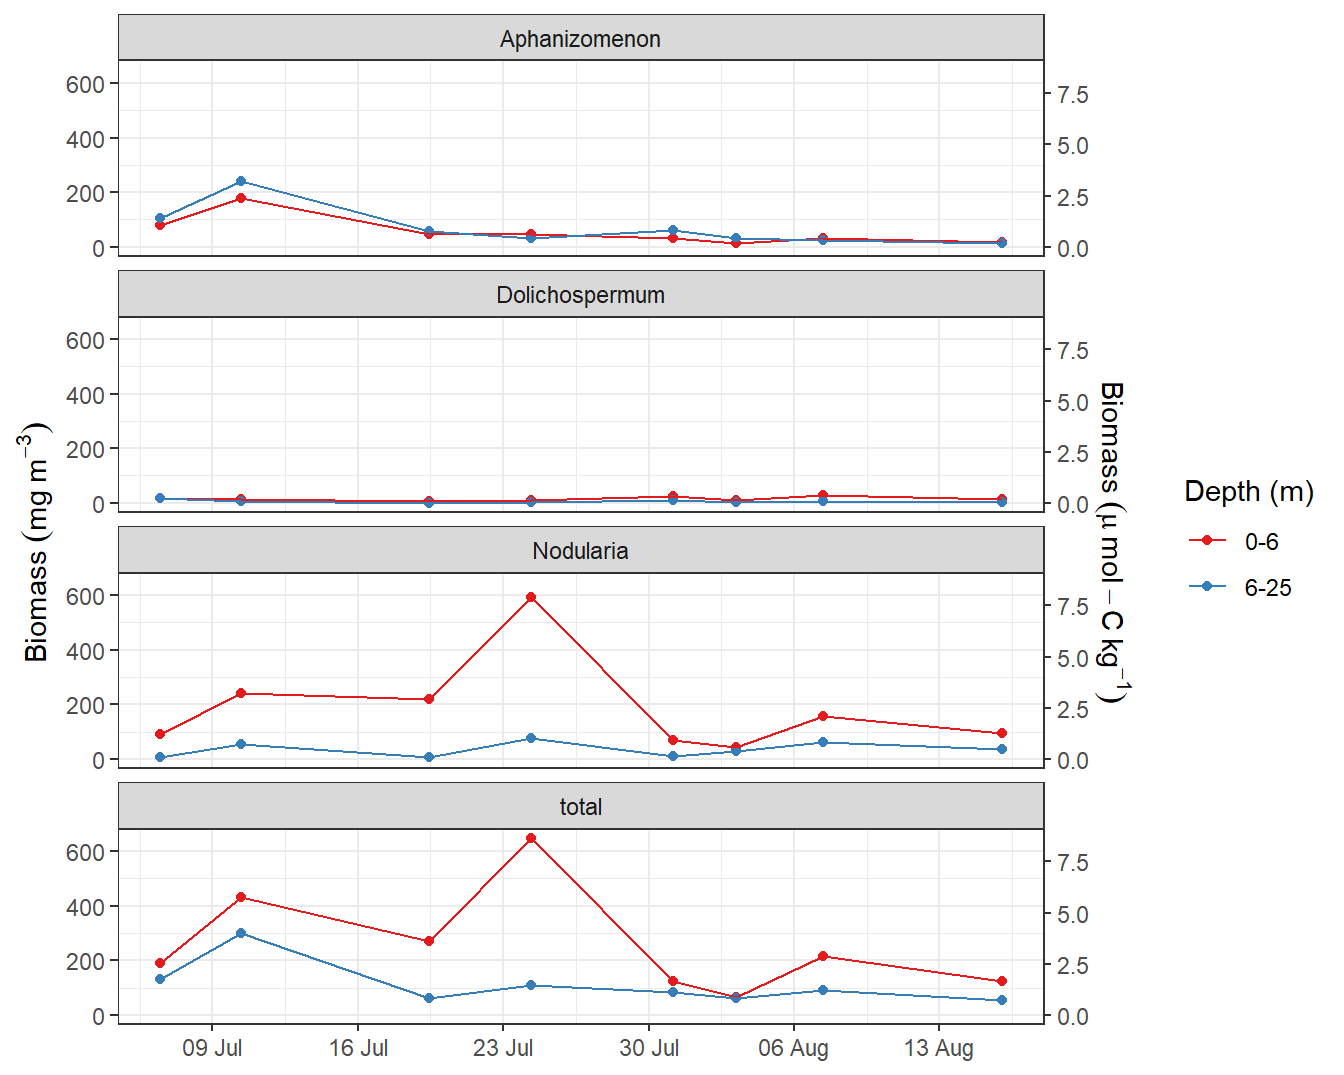 Aphanizomenon
600
400
200
0
7.5
5.0
2.5
0.0
Dolichospermum
600
400
200
0
7.5
5.0
2.5
0.0
Nodularia
600
400
200
0
7.5
5.0
2.5
0.0
total
600
400
200
0
7.5
5.0
2.5
0.0
09 Jul
16 Jul
23 Jul
30 Jul
06 Aug
13 Aug
Biomass (mg m⁻³)
Biomass (μ mol − C kg⁻¹)
Depth (m)
0-6
6-25